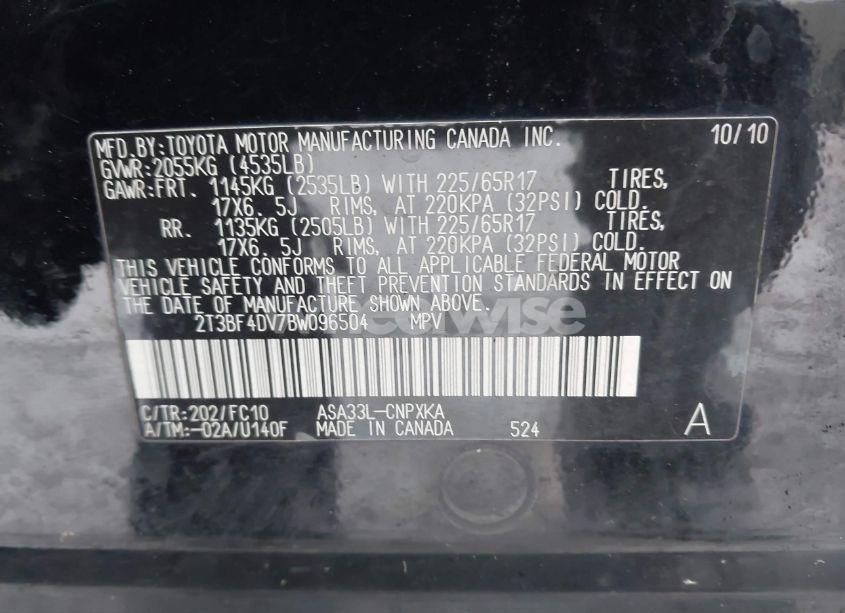 MFD. BY: TOYOTA MOTOR MANUFACTURING CANADA INC. 10/10
GVWR: 2055KG (4535LB)
GAWR: FRT. 1145KG (2535LB) WITH 225/65R17 TIRES,
17X6. 5J RIMS, AT 220KPA (32PSI) COLD.
RR. 1135KG (2505LB) WITH 225/65R17 TIRES,
17X6. 5J RIMS, AT 220KPA (32PSI) COLD.
THIS VEHICLE CONFORMS TO ALL APPLICABLE FEDERAL MOTOR
VEHICLE SAFETY AND THEFT PREVENTION STANDARDS IN EFFECT ON
THE DATE OF MANUFACTURE SHOWN ABOVE.
2T3BF4DV7BW096504 MPV
C/TR: 202/FC10 ASA33L-CNPXKA
A/TM: -02A/U140F MADE IN CANADA 524 A